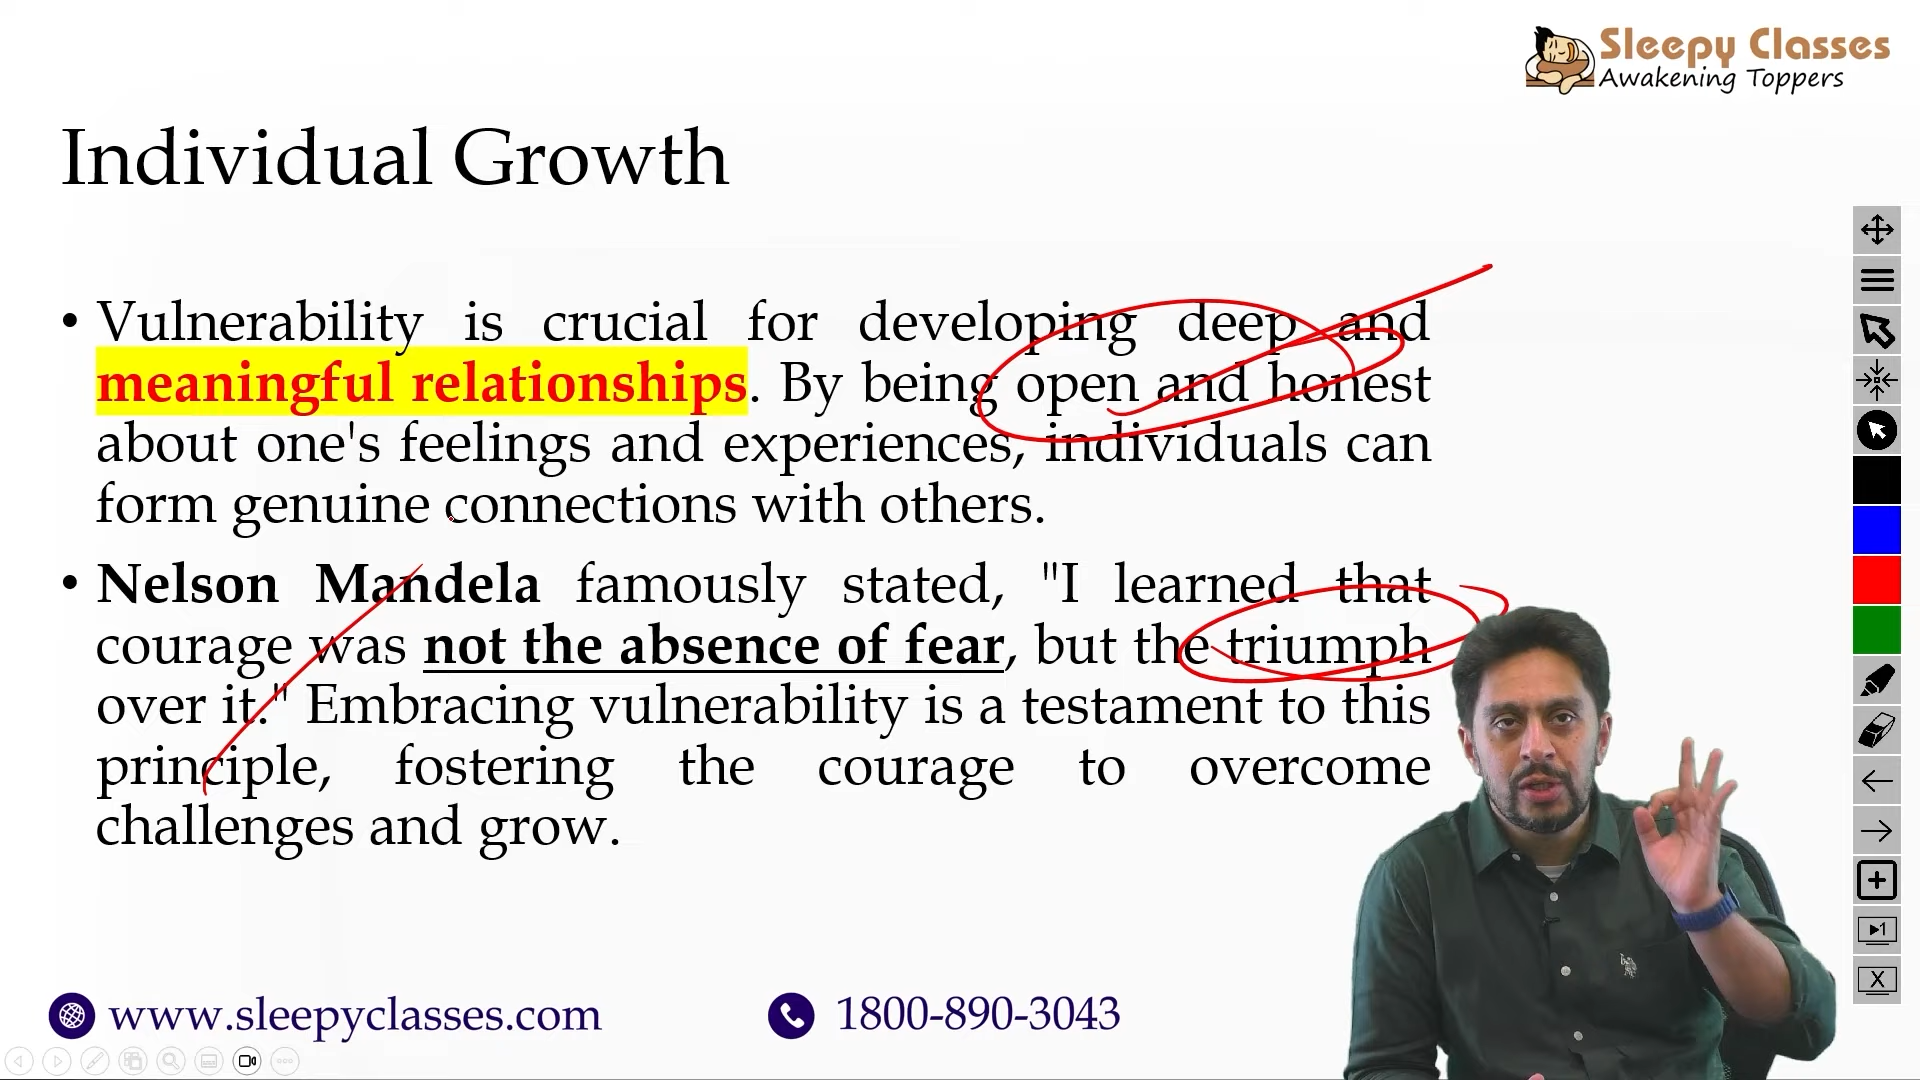 Sleepy Classes
Awakening Toppers
Individual Growth
• Vulnerability is crucial for developing deep and
meaningful relationships. By being open and honest
about one's feelings and experiences, individuals can
form genuine connections with others.
• Nelson Mandela famously stated, "I learned that
courage was not the absence of fear, but the triumph
over it." Embracing vulnerability is a testament to this
principle, fostering the courage to overcome
challenges and grow.
www.sleepyclasses.com
1800-890-3043